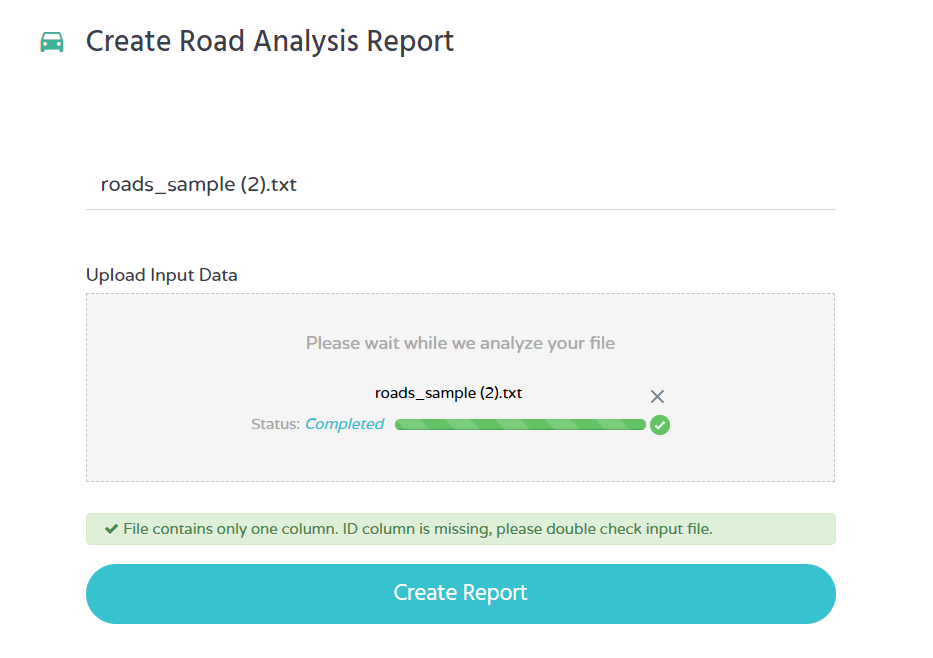 Create Road Analysis Report
roads_sample (2).txt
Upload Input Data
Please wait while we analyze your file
roads_sample (2).txt
Status: Completed
File contains only one column. ID column is missing, please double check input file.
Create Report